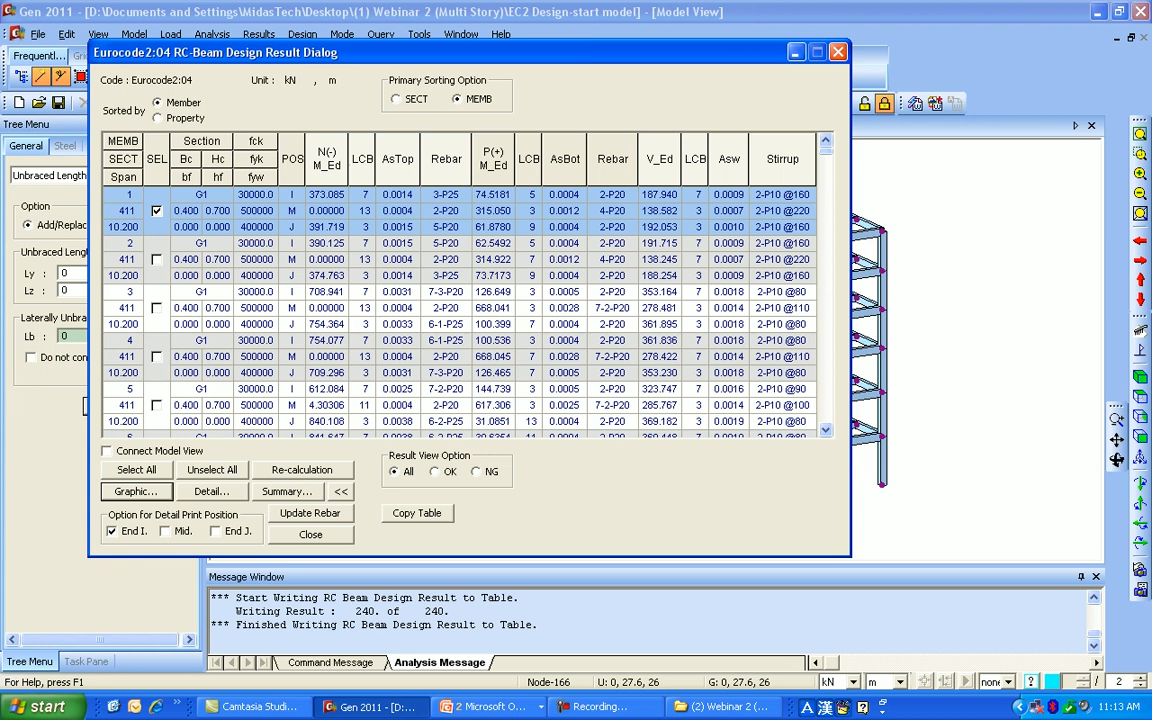 Gen 2011 - [D:\Documents and Settings\MidasTech\Desktop\(1) Webinar 2 (Multi Story)\EC2 Design-start model] - [Model View]
File Edit View Model Load Analysis Results Design Mode Query Tools Window Help
Frequentl...
Tree Menu
General Steel
Unbraced Length
Option
Add/Replac
Unbraced Leng
Ly : 0
Lz : 0
Laterally Unbra
Lb : 0
Do not con
Eurocode2:04 RC-Beam Design Result Dialog
Code : Eurocode2:04 Unit : kN , m
Primary Sorting Option
SECT MEMB
Sorted by Member
Property
MEMB SEL Section fck POS N(-) M_Ed LCB AsTop Rebar P(+) M_Ed LCB AsBot Rebar V_Ed LCB Asw Stirrup
SECT Bc Hc fyk
Span bf hf fyw
1 G1 30000.0 I 373.085 7 0.0014 3-P25 74.5181 5 0.0004 2-P20 187.940 7 0.0009 2-P10 @160
411 0.400 0.700 500000 M 0.00000 13 0.0004 2-P20 315.050 3 0.0012 4-P20 138.582 3 0.0007 2-P10 @220
10.200 0.000 0.000 400000 J 391.719 3 0.0015 5-P20 61.8780 9 0.0004 2-P20 192.053 3 0.0010 2-P10 @160
2 G1 30000.0 I 390.125 7 0.0015 5-P20 62.5492 5 0.0004 2-P20 191.715 7 0.0009 2-P10 @160
411 0.400 0.700 500000 M 0.00000 13 0.0004 2-P20 314.922 7 0.0012 4-P20 138.245 7 0.0007 2-P10 @220
10.200 0.000 0.000 400000 J 374.763 3 0.0014 3-P25 73.7173 9 0.0004 2-P20 188.254 3 0.0009 2-P10 @160
3 G1 30000.0 I 708.941 7 0.0031 7-3-P20 126.649 3 0.0005 2-P20 353.164 7 0.0018 2-P10 @80
411 0.400 0.700 500000 M 0.00000 13 0.0004 2-P20 668.041 3 0.0028 7-2-P20 278.481 3 0.0014 2-P10 @110
10.200 0.000 0.000 400000 J 754.364 3 0.0033 6-1-P25 100.399 7 0.0004 2-P20 361.895 3 0.0018 2-P10 @80
4 G1 30000.0 I 754.077 7 0.0033 6-1-P25 100.536 3 0.0004 2-P20 361.836 7 0.0018 2-P10 @80
411 0.400 0.700 500000 M 0.00000 13 0.0004 2-P20 668.045 7 0.0028 7-2-P20 278.422 7 0.0014 2-P10 @110
10.200 0.000 0.000 400000 J 709.296 3 0.0031 7-3-P20 126.465 7 0.0005 2-P20 353.230 3 0.0018 2-P10 @80
5 G1 30000.0 I 612.084 7 0.0025 7-2-P20 144.739 3 0.0005 2-P20 323.747 7 0.0016 2-P10 @90
411 0.400 0.700 500000 M 4.30306 11 0.0004 2-P20 617.306 3 0.0025 7-2-P20 285.767 3 0.0014 2-P10 @100
10.200 0.000 0.000 400000 J 840.108 3 0.0038 6-2-P25 31.0851 13 0.0004 2-P20 369.182 3 0.0019 2-P10 @80
Connect Model View
Select All Unselect All Re-calculation
Graphic... Detail... Summary... <<
Option for Detail Print Position
End I. Mid. End J.
Update Rebar
Close
Result View Option
All OK NG
Copy Table
Message Window
*** Start Writing RC Beam Design Result to Table.
Writing Result : 240. of 240.
*** Finished Writing RC Beam Design Result to Table.
Command Message Analysis Message
Tree Menu Task Pane
For Help, press F1 Node-166 U: 0, 27.6, 26 G: 0, 27.6, 26 kN m none ? / 2
start Camtasia Studi... Gen 2011 - [D:... 2 Microsoft O... Recording... (2) Webinar 2 (... A 漢 11:13 AM